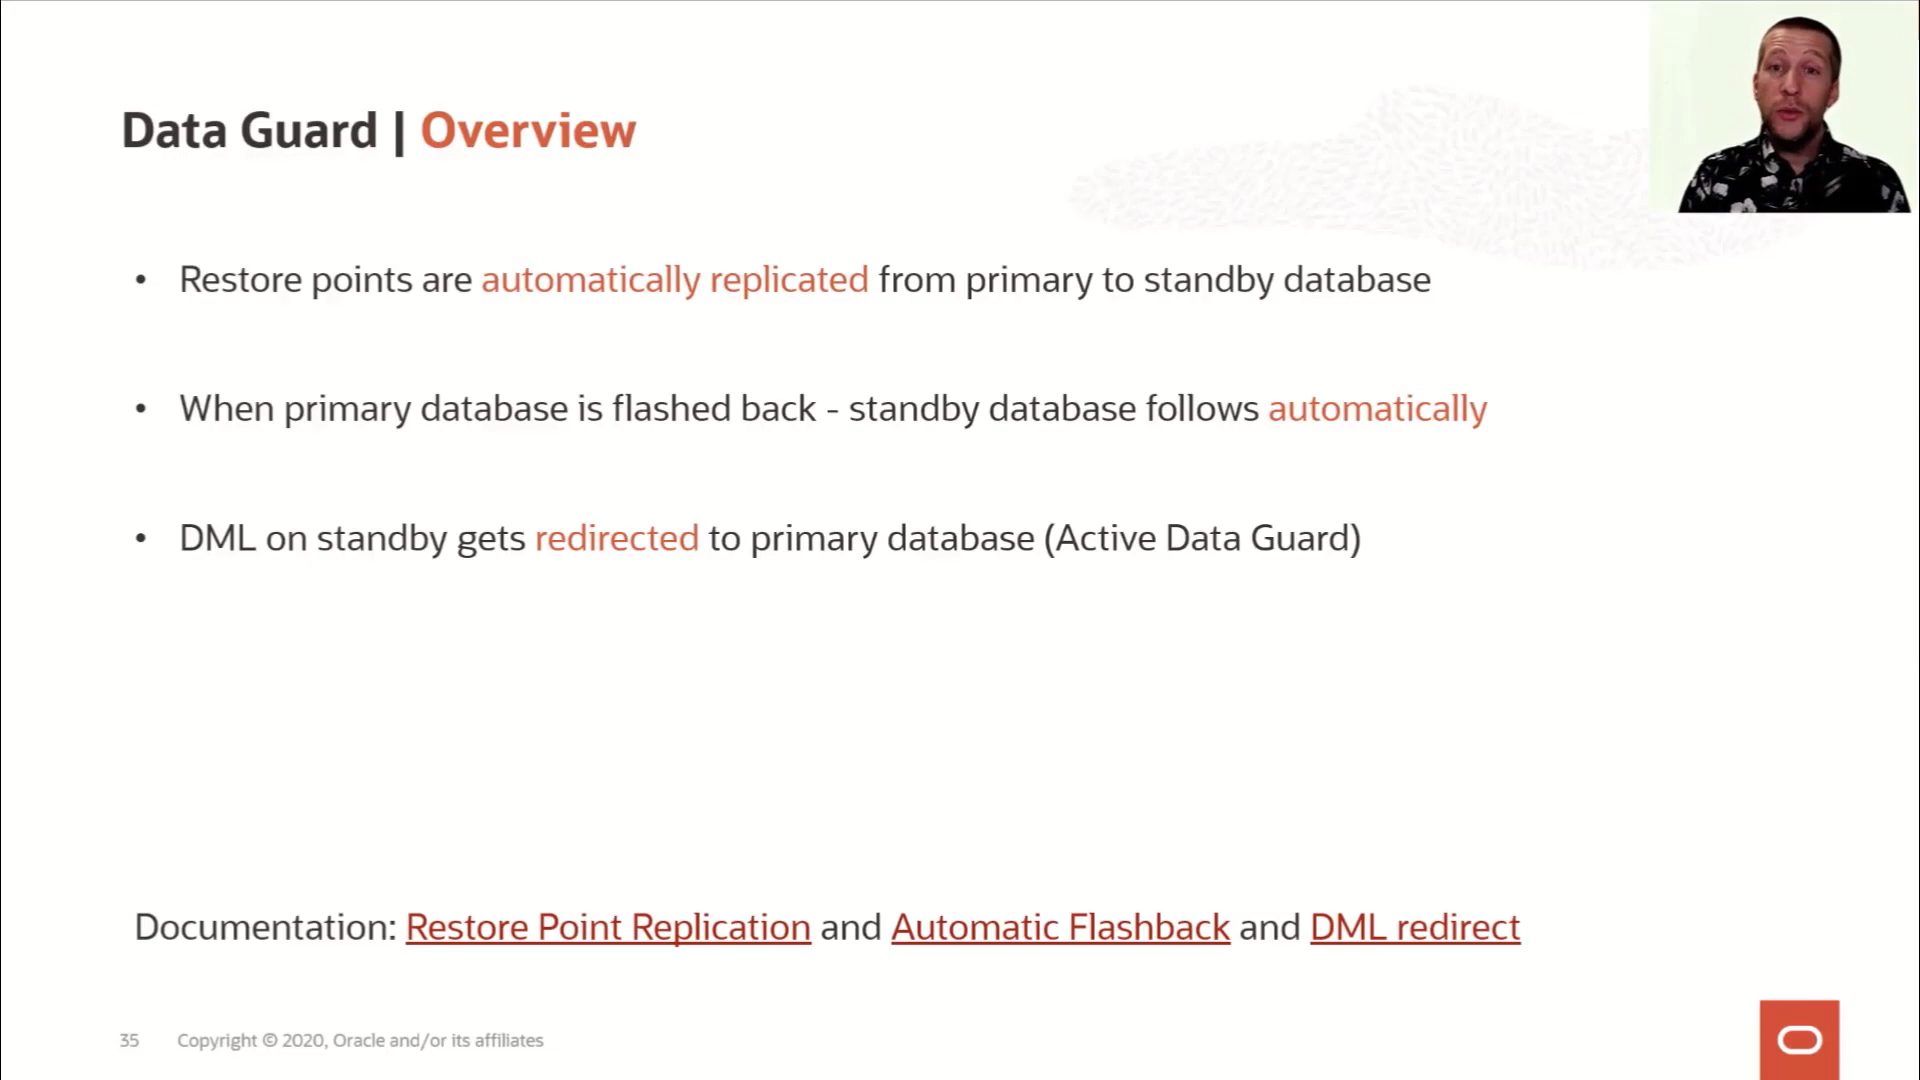 Data Guard | Overview
• Restore points are automatically replicated from primary to standby database
• When primary database is flashed back - standby database follows automatically
• DML on standby gets redirected to primary database (Active Data Guard)
Documentation: Restore Point Replication and Automatic Flashback and DML redirect
35 Copyright © 2020, Oracle and/or its affiliates